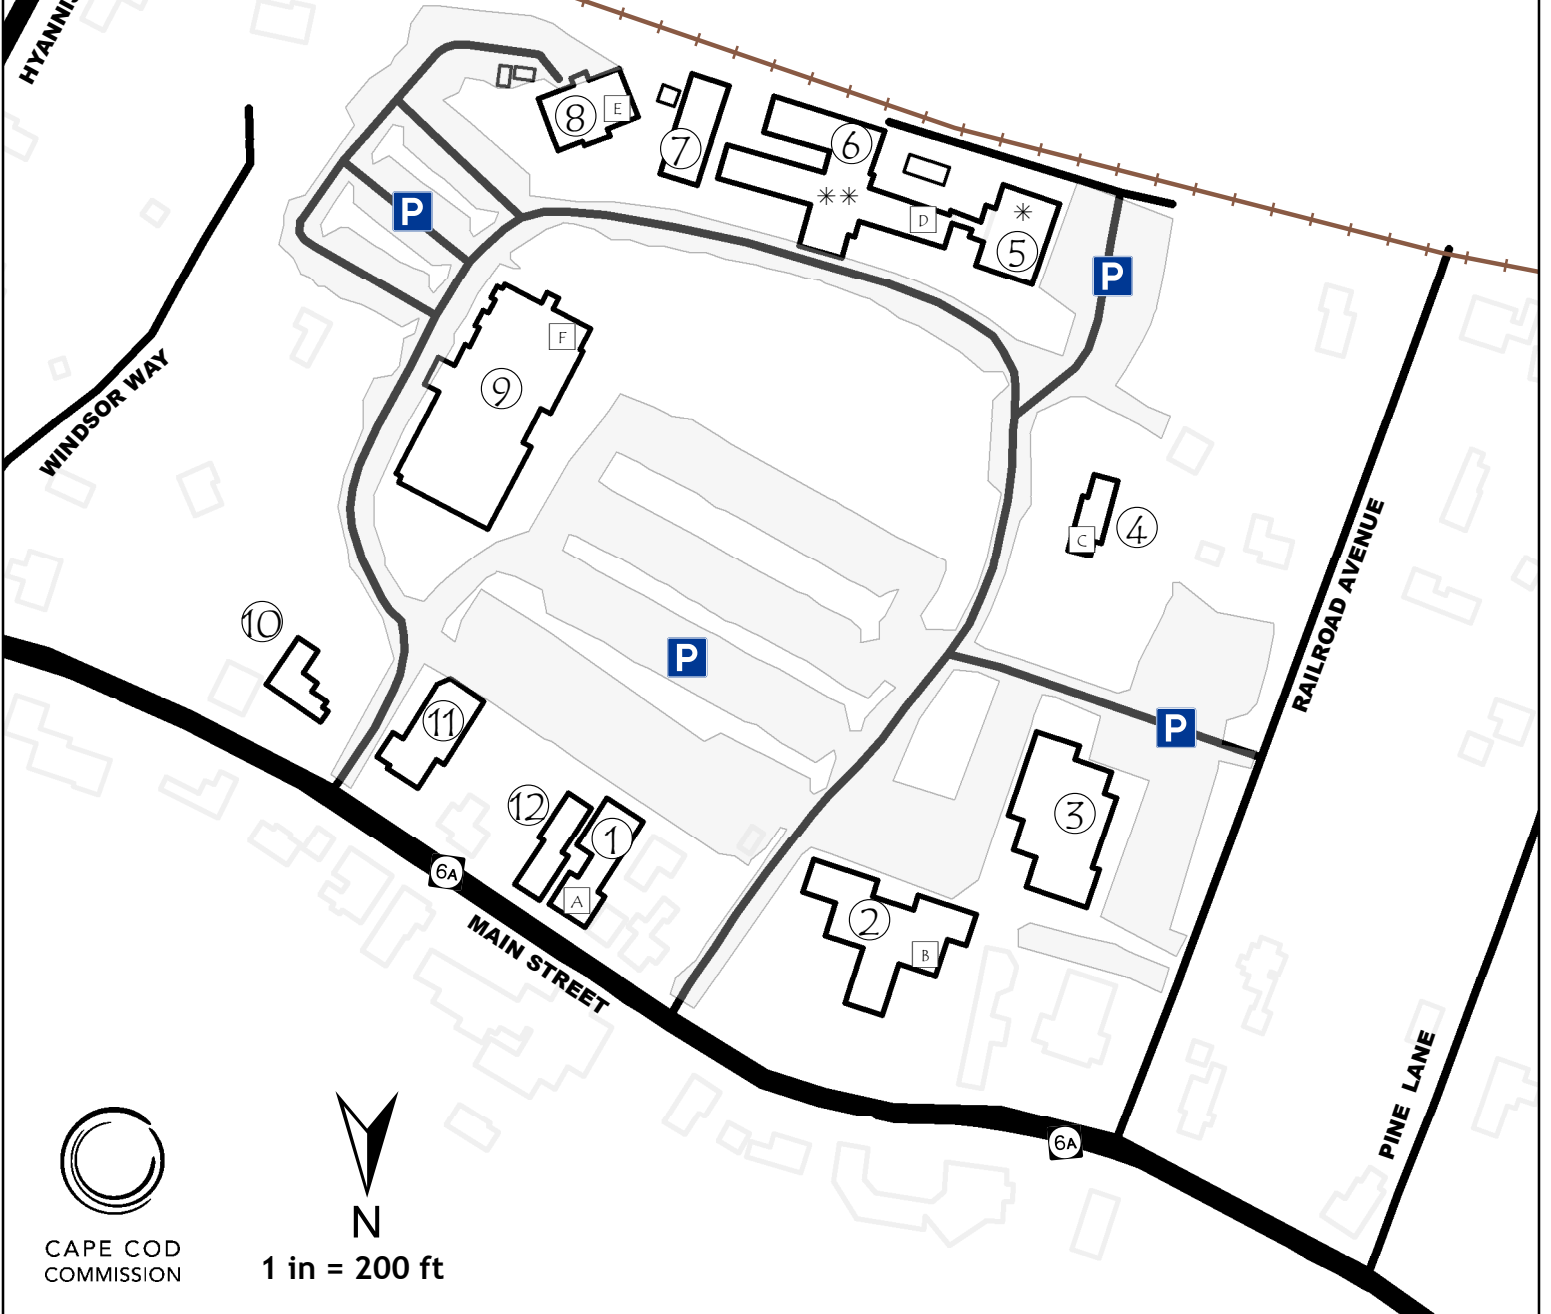 HYANNIS
8
E
7
6
P
**
*
D
5
P
F
9
WINDSOR WAY
4
C
RAILROAD AVENUE
10
P
11
P
3
12
1
6A
A
2
B
MAIN STREET
PINE LANE
6A
N
CAPE COD
COMMISSION
1 in = 200 ft